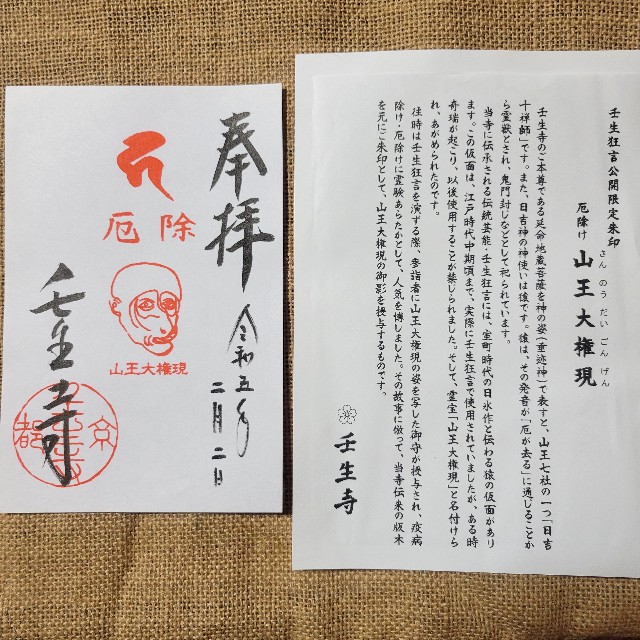 奉拝
令和五年
二月二日
厄除
山王大権現
壬生寺
京都
壬生狂言公開限定朱印
厄除け 山王大権現
さんのうだいごんげん
壬生寺のご本尊である延命地蔵菩薩を神の姿(垂迹神)で表すと、山王七社の一つ「日吉
十禅師」です。また、日吉神の神使いは猿です。猿は、その発音が「厄が去る」に通じることか
ら霊獣とされ、鬼門封じなどとして祀られています。
当寺に伝承される伝統芸能・壬生狂言には、室町時代の日氷作と伝わる猿の仮面があり
ます。この仮面は、江戸時代中期頃まで、実際に壬生狂言で使用されていましたが、ある時
奇瑞が起こり、以後使用することが禁じられました。そして、霊宝「山王大権現」と名付けら
れ、あがめられたのです。
往時は壬生狂言を演ずる際、参詣者に山王大権現の姿を写した御守が授与され、疫病
除け・厄除けに霊験あらたかとして、人気を博しました。その故事に倣って、当寺伝来の版木
を元にご朱印として、山王大権現の御影を授与するものです。
壬生寺